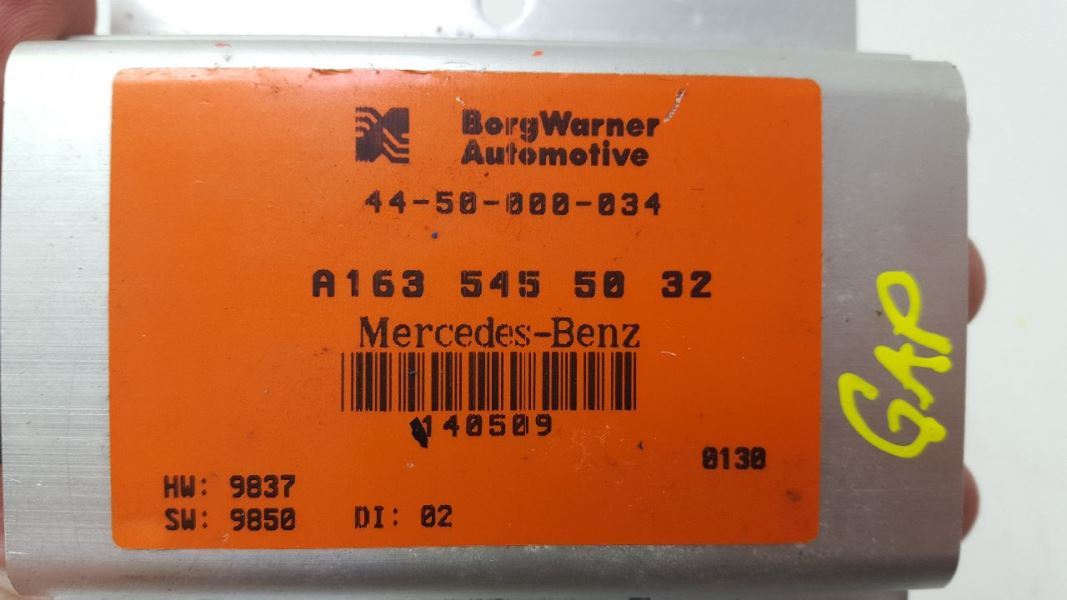 BorgWarner
Automotive
44-50-000-034
A163 545 50 32
Mercedes-Benz
140509
0130
HW: 9837
SW: 9850 DI: 02
GAP